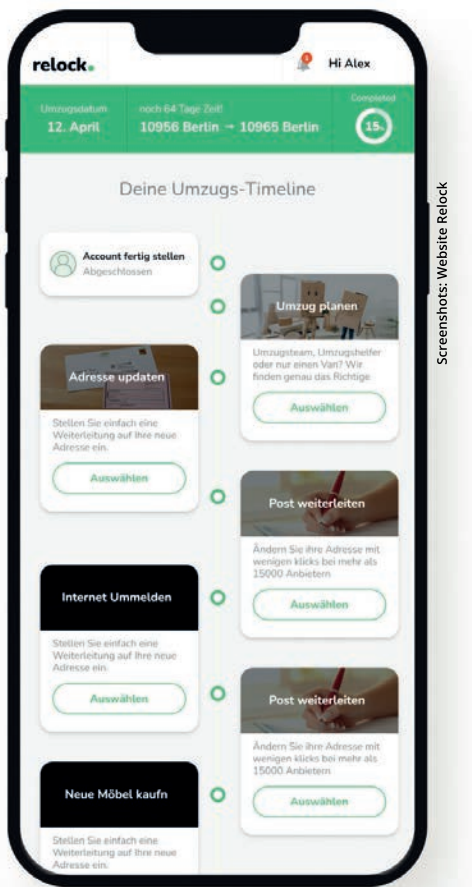 relock.
1
Hi Alex
Umzugsdatum
12. April
noch 64 Tage Zeit!
10956 Berlin → 10965 Berlin
Completed
15%
Deine Umzugs-Timeline
Account fertig stellen
Abgeschlossen
Umzug planen
Umzugsteam, Umzugshelfer
oder nur einen Van? Wir
finden genau das Richtige
Auswählen
Adresse updaten
Stellen Sie einfach eine
Weiterleitung auf Ihre neue
Adresse ein.
Auswählen
Post weiterleiten
Ändern Sie ihre Adresse mit
wenigen klicks bei mehr als
15000 Anbietern
Auswählen
Internet Ummelden
Stellen Sie einfach eine
Weiterleitung auf Ihre neue
Adresse ein.
Auswählen
Post weiterleiten
Ändern Sie ihre Adresse mit
wenigen klicks bei mehr als
15000 Anbietern
Auswählen
Neue Möbel kaufn
Stellen Sie einfach eine
Weiterleitung auf Ihre neue
Adresse ein.
Screenshots: Website Relock